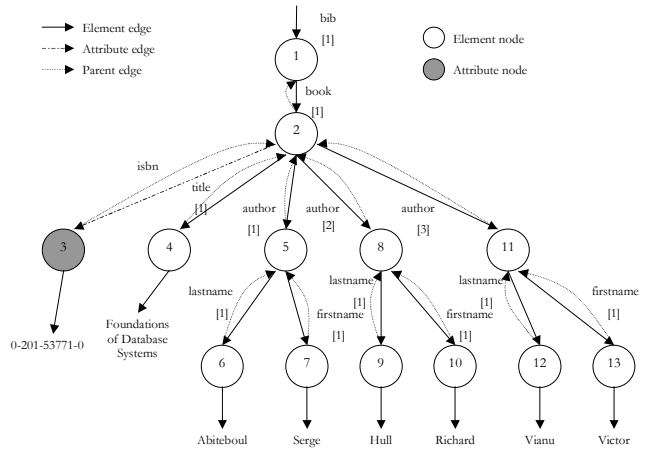 bib
[1]
Element edge
Attribute edge
Parent edge
Element node
Attribute node
1
book
[1]
2
isbn
title
[1]
author
[1]
author
[2]
author
[3]
3
4
5
8
11
lastname
[1]
firstname
[1]
lastname
[1]
firstname
[1]
lastname
[1]
firstname
[1]
Foundations
of Database
Systems
0-201-53771-0
6
7
9
10
12
13
Abiteboul
Serge
Hull
Richard
Vianu
Victor